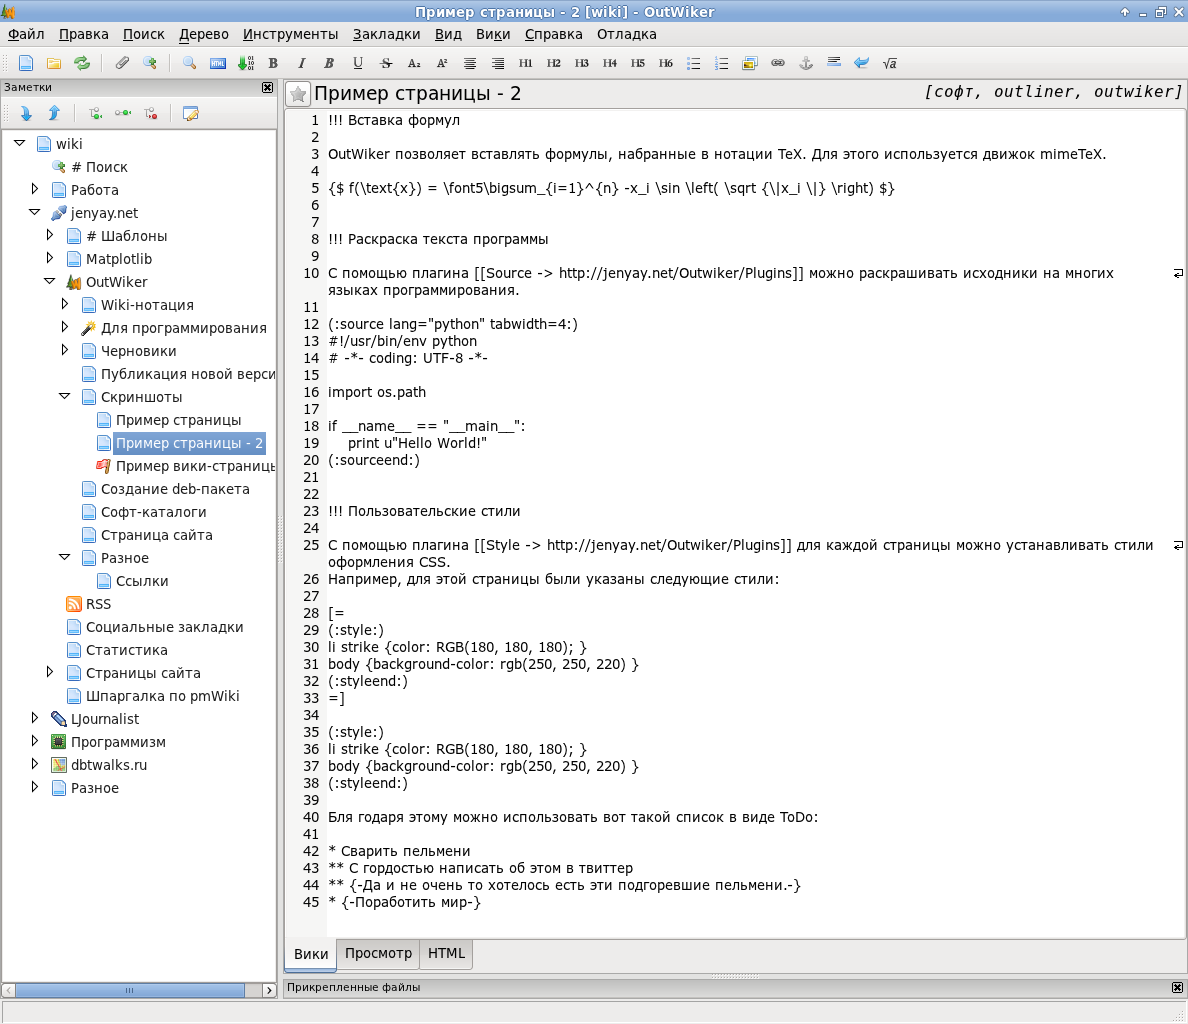 Пример страницы - 2 [wiki] - OutWiker
Файл Правка Поиск Дерево Инструменты Закладки Вид Вики Справка Отладка
B I B U S A₂ A² H1 H2 H3 H4 H5 H6 √a
Заметки
wiki
# Поиск
Работа
jenyay.net
# Шаблоны
Matplotlib
OutWiker
Wiki-нотация
Для программирования
Черновики
Публикация новой верси
Скриншоты
Пример страницы
Пример страницы - 2
Пример вики-страницы
Создание deb-пакета
Софт-каталоги
Страница сайта
Разное
Ссылки
RSS
Социальные закладки
Статистика
Страницы сайта
Шпаргалка по pmWiki
LJournalist
Программизм
dbtwalks.ru
Разное
Пример страницы - 2
[софт, outliner, outwiker]
1 !!! Вставка формул
2
3 OutWiker позволяет вставлять формулы, набранные в нотации TeX. Для этого используется движок mimeTeX.
4
5 {$ f(\text{x}) = \font5\bigsum_{i=1}^{n} -x_i \sin \left( \sqrt {\|x_i \|} \right) $}
6
7
8 !!! Раскраска текста программы
9
10 С помощью плагина [[Source -> http://jenyay.net/Outwiker/Plugins]] можно раскрашивать исходники на многих
языках программирования.
11
12 (:source lang="python" tabwidth=4:)
13 #!/usr/bin/env python
14 # -*- coding: UTF-8 -*-
15
16 import os.path
17
18 if __name__ == "__main__":
19 print u"Hello World!"
20 (:sourceend:)
21
22
23 !!! Пользовательские стили
24
25 С помощью плагина [[Style -> http://jenyay.net/Outwiker/Plugins]] для каждой страницы можно устанавливать стили
оформления CSS.
26 Например, для этой страницы были указаны следующие стили:
27
28 [=
29 (:style:)
30 li strike {color: RGB(180, 180, 180); }
31 body {background-color: rgb(250, 250, 220) }
32 (:styleend:)
33 =]
34
35 (:style:)
36 li strike {color: RGB(180, 180, 180); }
37 body {background-color: rgb(250, 250, 220) }
38 (:styleend:)
39
40 Бля годаря этому можно использовать вот такой список в виде ToDo:
41
42 * Сварить пельмени
43 ** С гордостью написать об этом в твиттер
44 ** {-Да и не очень то хотелось есть эти подгоревшие пельмени.-}
45 * {-Поработить мир-}
Вики Просмотр HTML
Прикрепленные файлы